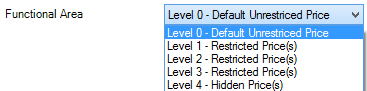 Functional Area Level 0 - Default Unrestriced Price
Level 0 - Default Unrestriced Price
Level 1 - Restricted Price(s)
Level 2 - Restricted Price(s)
Level 3 - Restricted Price(s)
Level 4 - Hidden Price(s)